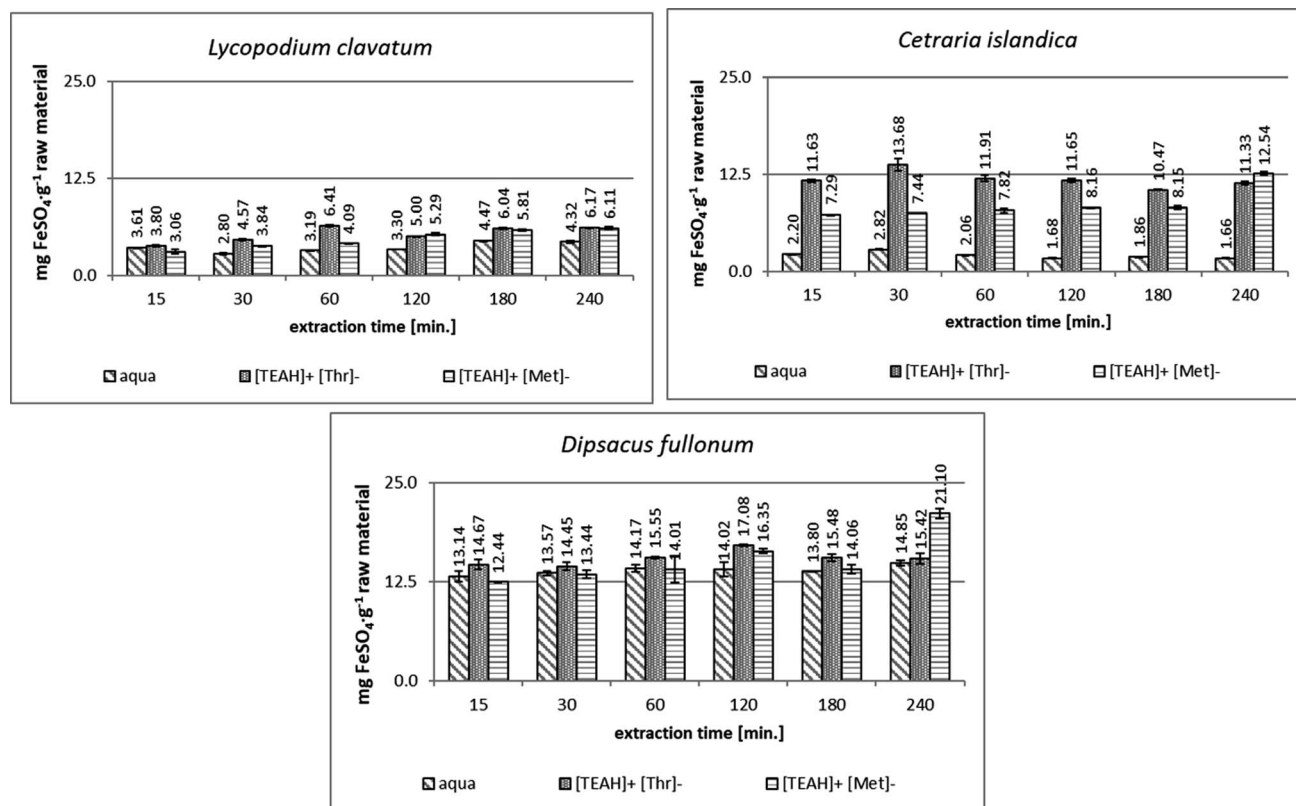 Lycopodium clavatum
mg FeSO₄·g⁻¹ raw material
25.0
12.5
0.0
3.61 3.80 3.06 2.80 4.57 3.84 3.19 6.41 4.09 3.30 5.00 5.29 4.47 6.04 5.81 4.32 6.17 6.11
15 30 60 120 180 240
extraction time [min.]
aqua [TEAH]+ [Thr]- [TEAH]+ [Met]-
Cetraria islandica
mg FeSO₄·g⁻¹ raw material
25.0
12.5
0.0
2.20 11.63 7.29 2.82 13.68 7.44 2.06 11.91 7.82 1.68 11.65 8.16 1.86 10.47 8.15 1.66 11.33 12.54
15 30 60 120 180 240
extraction time [min.]
aqua [TEAH]+ [Thr]- [TEAH]+ [Met]-
Dipsacus fullonum
mg FeSO₄·g⁻¹ raw material
25.0
12.5
0.0
13.14 14.67 12.44 13.57 14.45 13.44 14.17 15.55 14.01 14.02 17.08 16.35 13.80 15.48 14.06 14.85 15.42 21.10
15 30 60 120 180 240
extraction time [min.]
aqua [TEAH]+ [Thr]- [TEAH]+ [Met]-